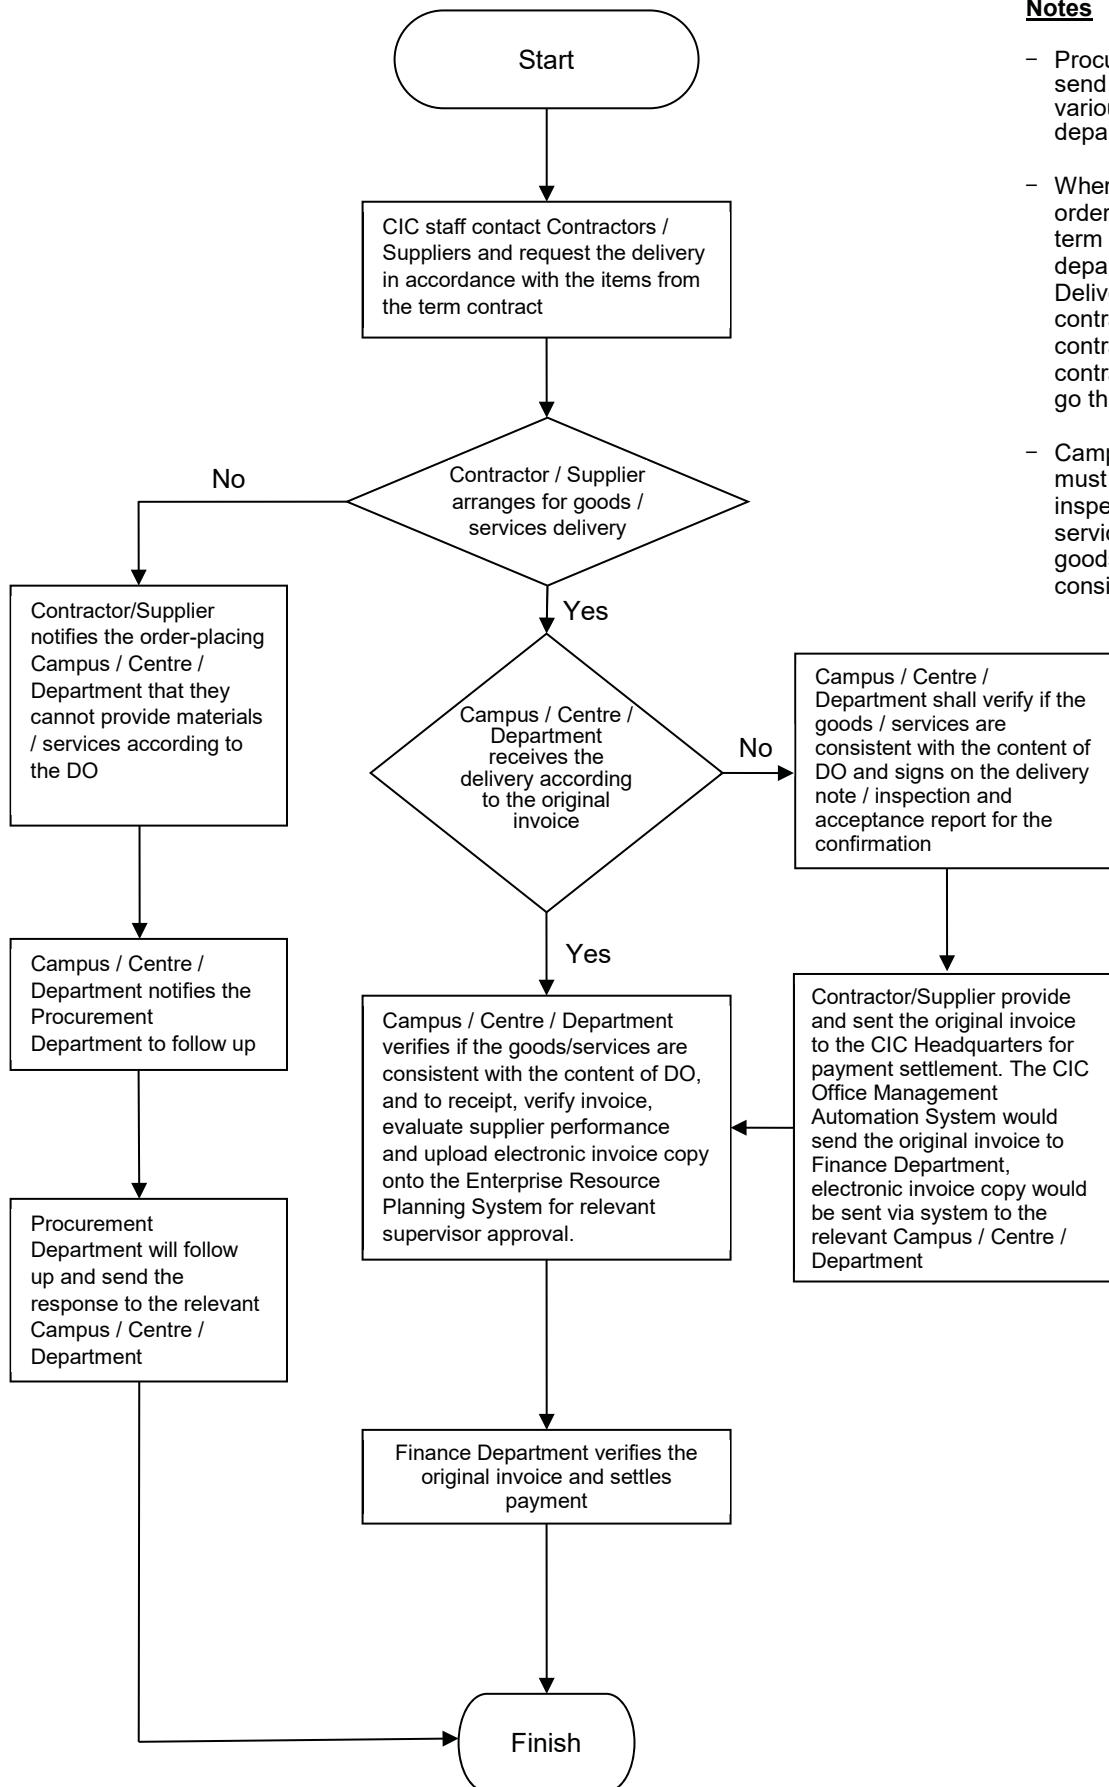 Start
CIC staff contact Contractors /
Suppliers and request the delivery
in accordance with the items from
the term contract
Contractor / Supplier
arranges for goods /
services delivery
No
Yes
Contractor/Supplier
notifies the order-placing
Campus / Centre /
Department that they
cannot provide materials
/ services according to
the DO
Campus / Centre /
Department notifies the
Procurement
Department to follow up
Procurement
Department will follow
up and send the
response to the relevant
Campus / Centre /
Department
Campus / Centre /
Department
receives the
delivery according
to the original
invoice
No
Yes
Campus / Centre /
Department shall verify if the
goods / services are
consistent with the content of
DO and signs on the delivery
note / inspection and
acceptance report for the
confirmation
Contractor/Supplier provide
and sent the original invoice
to the CIC Headquarters for
payment settlement. The CIC
Office Management
Automation System would
send the original invoice to
Finance Department,
electronic invoice copy would
be sent via system to the
relevant Campus / Centre /
Department
Campus / Centre / Department
verifies if the goods/services are
consistent with the content of DO,
and to receipt, verify invoice,
evaluate supplier performance
and upload electronic invoice copy
onto the Enterprise Resource
Planning System for relevant
supervisor approval.
Finance Department verifies the
original invoice and settles
payment
Finish
Notes
–
send
–
order
term
–
must